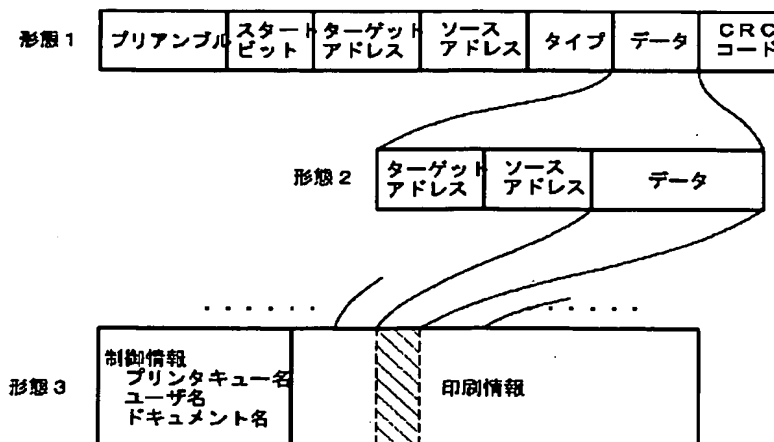 形態1
プリアンブル
スタート
ビット
ターゲット
アドレス
ソース
アドレス
タイプ
データ
CRC
コード
形態2
ターゲット
アドレス
ソース
アドレス
データ
形態3
制御情報
プリンタキュー名
ユーザ名
ドキュメント名
印刷情報